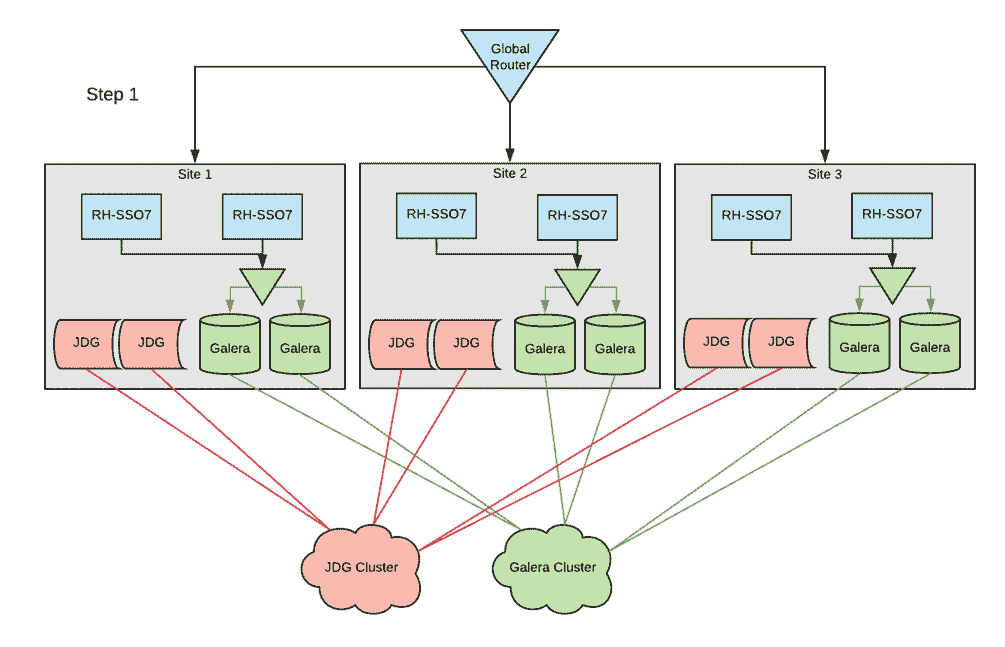 Global
Router
Step 1
Site 1
Site 2
Site 3
RH-SSO7
RH-SSO7
RH-SSO7
RH-SSO7
RH-SSO7
RH-SSO7
JDG
JDG
Galera
Galera
JDG
JDG
Galera
Galera
JDG
JDG
Galera
Galera
JDG Cluster
Galera Cluster